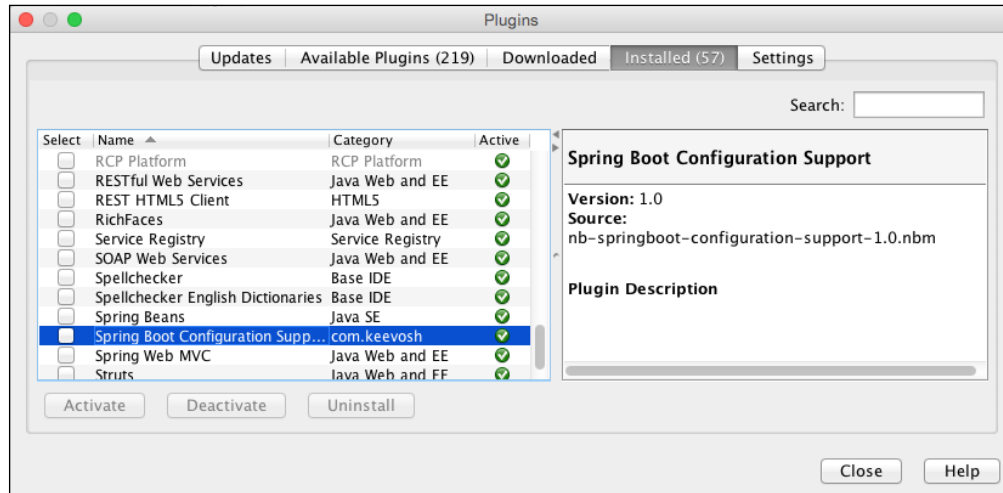 Plugins
Updates Available Plugins (219) Downloaded Installed (57) Settings
Search:
Select Name Category Active
RCP Platform RCP Platform
RESTful Web Services Java Web and EE
REST HTML5 Client HTML5
RichFaces Java Web and EE
Service Registry Service Registry
SOAP Web Services Java Web and EE
Spellchecker Base IDE
Spellchecker English Dictionaries Base IDE
Spring Beans Java SE
Spring Boot Configuration Supp... com.keevosh
Spring Web MVC Java Web and EE
Struts Java Web and EE
Spring Boot Configuration Support
Version: 1.0
Source:
nb-springboot-configuration-support-1.0.nbm
Plugin Description
Activate Deactivate Uninstall
Close Help